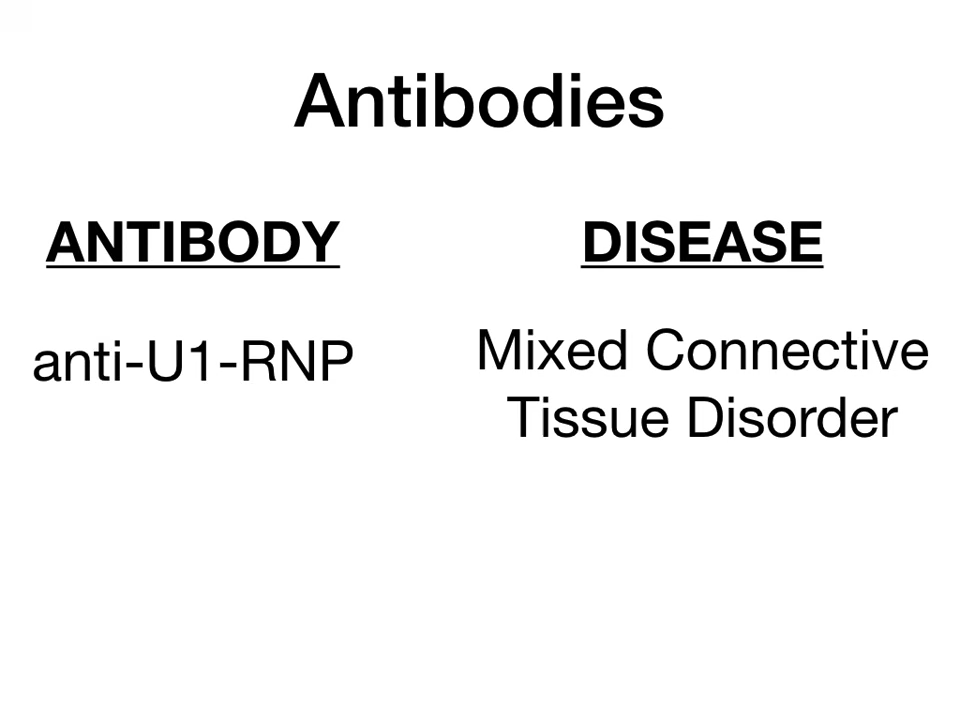 Antibodies
ANTIBODY
DISEASE
anti-U1-RNP
Mixed Connective
Tissue Disorder